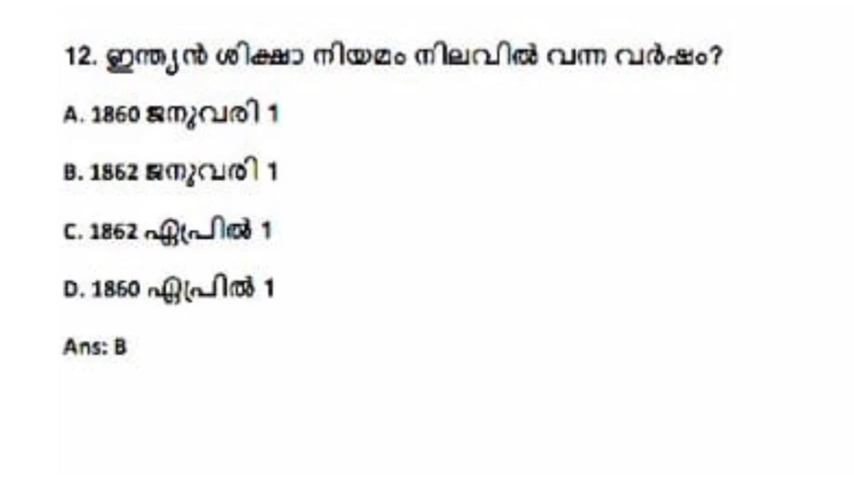 12. ഇന്ത്യൻ ശിക്ഷാ നിയമം നിലവിൽ വന്ന വർഷം?
A. 1860 ജനുവരി 1
B. 1862 ജനുവരി 1
C. 1862 ഏപ്രിൽ 1
D. 1860 ഏപ്രിൽ 1
Ans: B